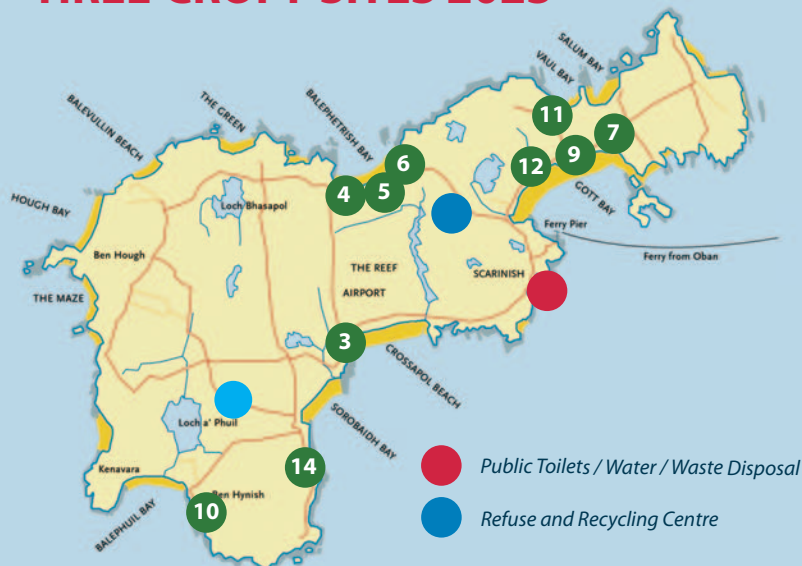 TIREE CROFT SITES
SALUM BAY
VAUL BAY
BALEPHETRISH BAY
THE GREEN
BALEVULLIN BEACH
HOUGH BAY
11
7
6
9
12
4
5
GOTT BAY
Loch Bhasapol
Ferry Pier
Ferry from Oban
Ben Hough
THE REEF
AIRPORT
SCARINISH
THE MAZE
3
CROSSAPOL BEACH
SOROBAIDH BAY
Loch a' Phuil
Kenavara
14
Ben Hynish
10
BALEPHUIL BAY
Public Toilets / Water / Waste Disposal
Refuse and Recycling Centre